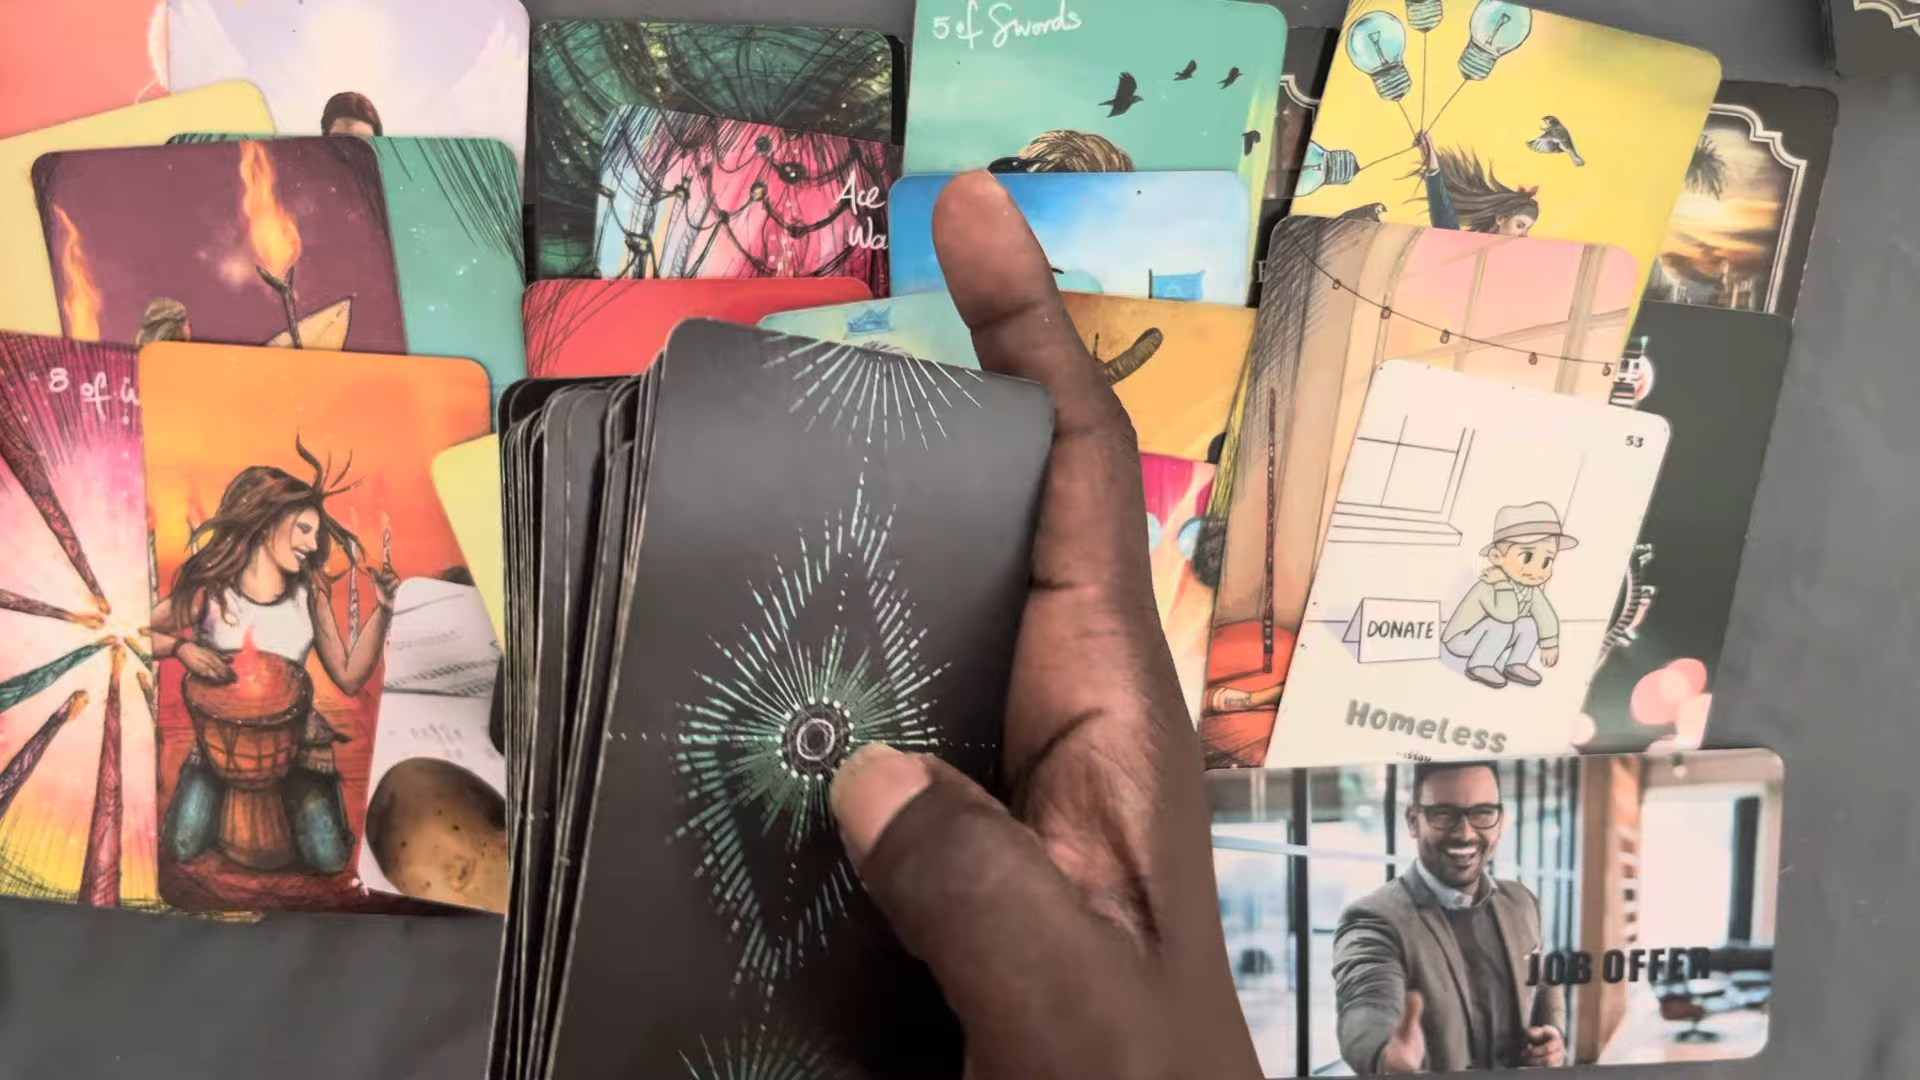 5 of Swords
Ace
Wa
8 of W
53
DONATE
Homeless
JOB OFFER